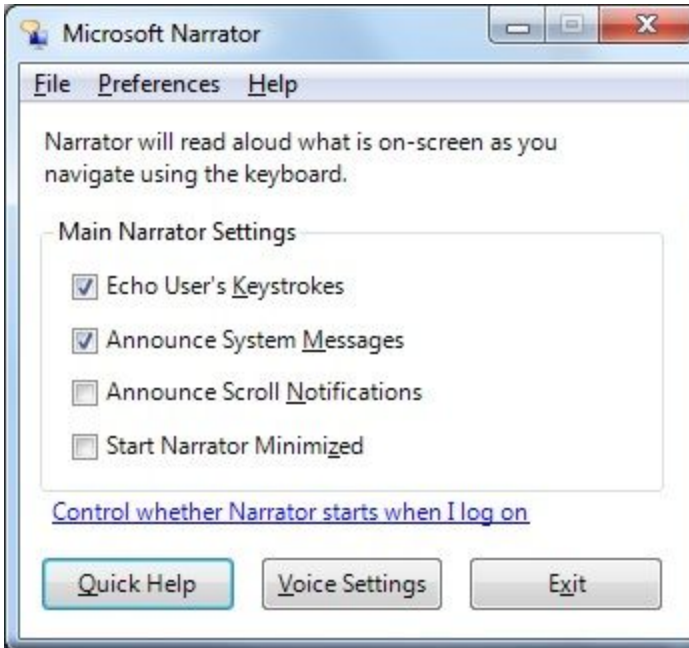 Microsoft Narrator
File Preferences Help
Narrator will read aloud what is on-screen as you
navigate using the keyboard.
Main Narrator Settings
Echo User's Keystrokes
Announce System Messages
Announce Scroll Notifications
Start Narrator Minimized
Control whether Narrator starts when I log on
Quick Help Voice Settings Exit